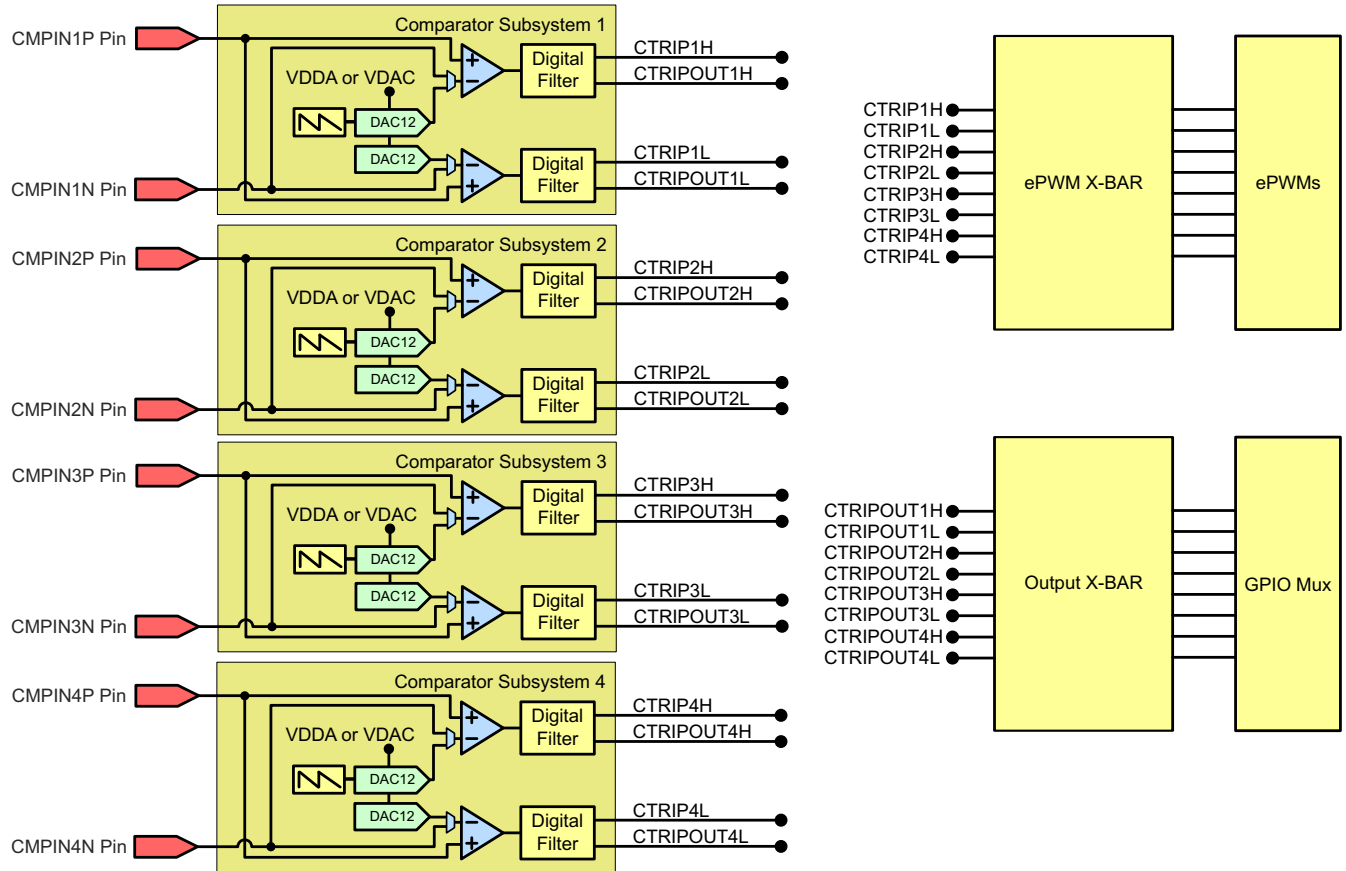 Comparator Subsystem 1
CMPIN1P Pin
VDDA or VDAC
DAC12
DAC12
+
−
−
+
Digital
Filter
Digital
Filter
CTRIP1H
CTRIPOUT1H
CTRIP1L
CTRIPOUT1L
CMPIN1N Pin
Comparator Subsystem 2
CMPIN2P Pin
VDDA or VDAC
DAC12
DAC12
+
−
−
+
Digital
Filter
Digital
Filter
CTRIP2H
CTRIPOUT2H
CTRIP2L
CTRIPOUT2L
CMPIN2N Pin
Comparator Subsystem 3
CMPIN3P Pin
VDDA or VDAC
DAC12
DAC12
+
−
−
+
Digital
Filter
Digital
Filter
CTRIP3H
CTRIPOUT3H
CTRIP3L
CTRIPOUT3L
CMPIN3N Pin
Comparator Subsystem 4
CMPIN4P Pin
VDDA or VDAC
DAC12
DAC12
+
−
−
+
Digital
Filter
Digital
Filter
CTRIP4H
CTRIPOUT4H
CTRIP4L
CTRIPOUT4L
CMPIN4N Pin
CTRIP1H
CTRIP1L
CTRIP2H
CTRIP2L
CTRIP3H
CTRIP3L
CTRIP4H
CTRIP4L
ePWM X-BAR
ePWMs
CTRIPOUT1H
CTRIPOUT1L
CTRIPOUT2H
CTRIPOUT2L
CTRIPOUT3H
CTRIPOUT3L
CTRIPOUT4H
CTRIPOUT4L
Output X-BAR
GPIO Mux